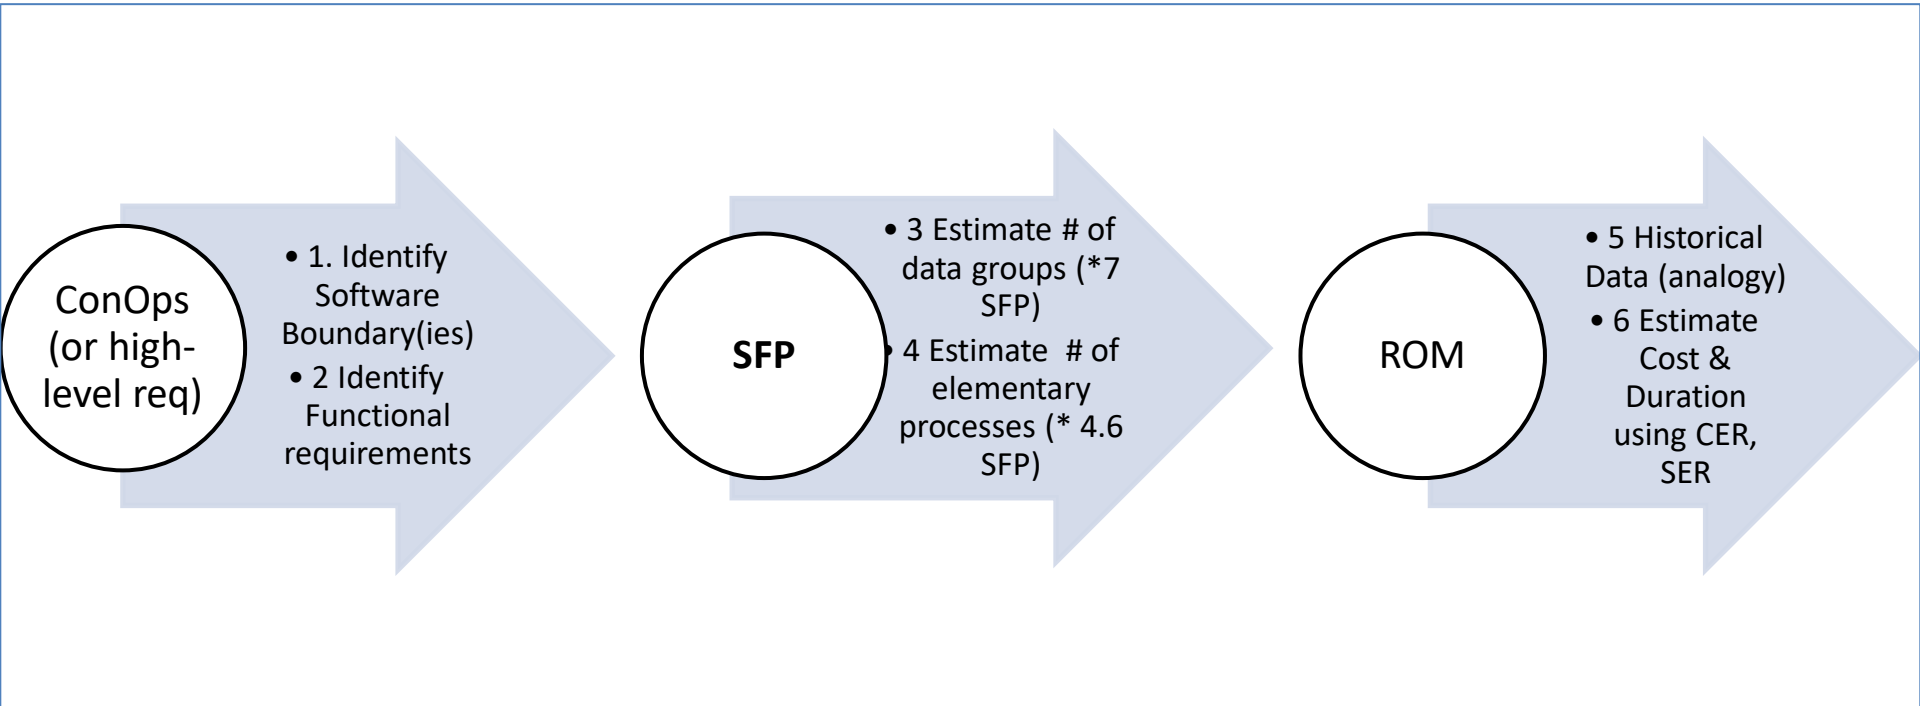 ConOps
(or high-
level req)
• 1. Identify
Software
Boundary(ies)
• 2 Identify
Functional
requirements
SFP
• 3 Estimate # of
data groups (*7
SFP)
• 4 Estimate # of
elementary
processes (* 4.6
SFP)
ROM
• 5 Historical
Data (analogy)
• 6 Estimate
Cost &
Duration
using CER,
SER